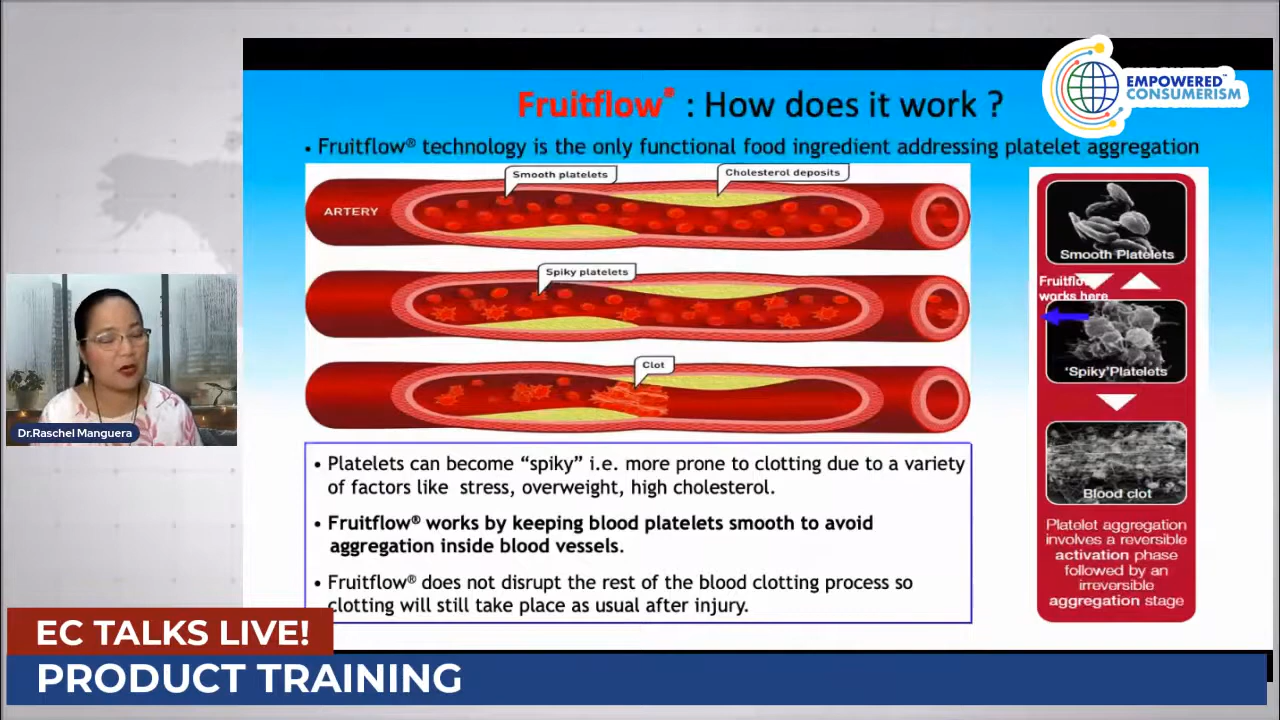 EMPOWERED™
CONSUMERISM
Fruitflow® : How does it work ?
• Fruitflow® technology is the only functional food ingredient addressing platelet aggregation
Smooth platelets
Cholesterol deposits
ARTERY
Spiky platelets
Clot
Smooth Platelets
Fruitflow
works here
'Spiky'Platelets
Blood clot
Platelet aggregation
involves a reversible
activation phase
followed by an
irreversible
aggregation stage
• Platelets can become “spiky” i.e. more prone to clotting due to a variety
of factors like stress, overweight, high cholesterol.
• Fruitflow® works by keeping blood platelets smooth to avoid
aggregation inside blood vessels.
• Fruitflow® does not disrupt the rest of the blood clotting process so
clotting will still take place as usual after injury.
Dr.Raschel Manguera
EC TALKS LIVE!
PRODUCT TRAINING